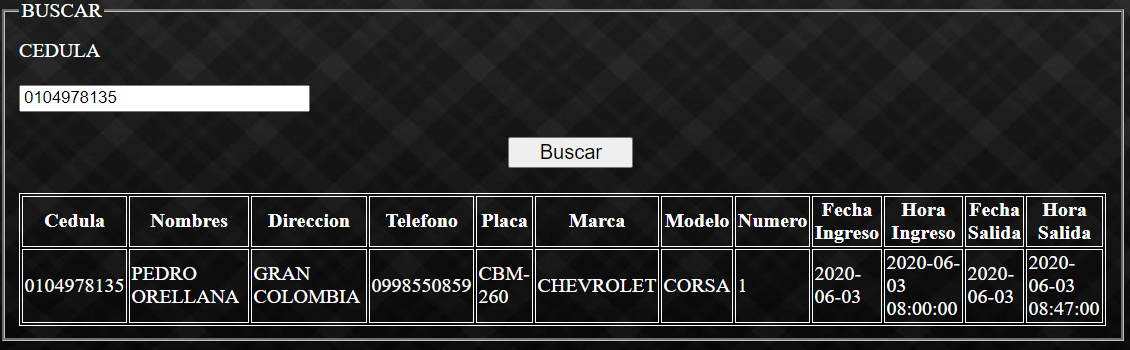 BUSCAR
CEDULA
0104978135
Buscar
Cedula Nombres Direccion Telefono Placa Marca Modelo Numero Fecha Ingreso Hora Ingreso Fecha Salida Hora Salida
0104978135 PEDRO ORELLANA GRAN COLOMBIA 0998550859 CBM-260 CHEVROLET CORSA 1 2020-06-03 2020-06-03 08:00:00 2020-06-03 2020-06-03 08:47:00